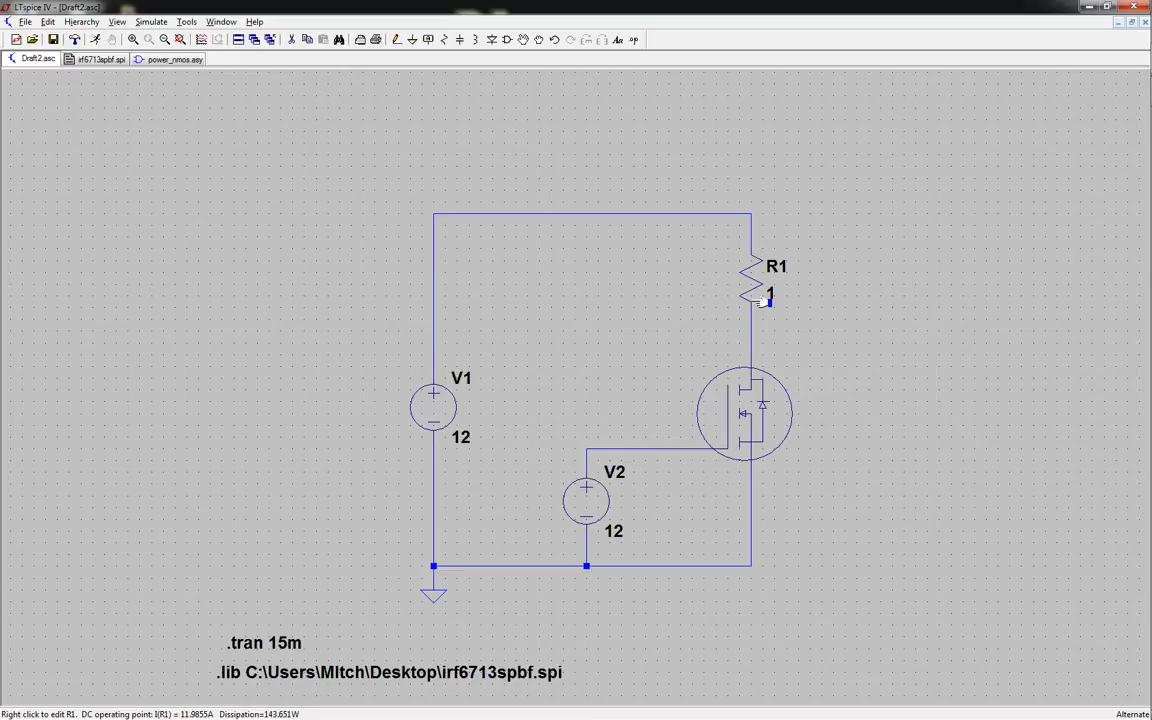 LTspice IV - [Draft2.asc]
File Edit Hierarchy View Simulate Tools Window Help
Draft2.asc irf6713spbf.spi power_nmos.asy
R1
1
V1
12
V2
12
.tran 15m
.lib C:\Users\MItch\Desktop\irf6713spbf.spi
Right click to edit R1. DC operating point: I(R1) = 11.9855A Dissipation=143.651W Alternate